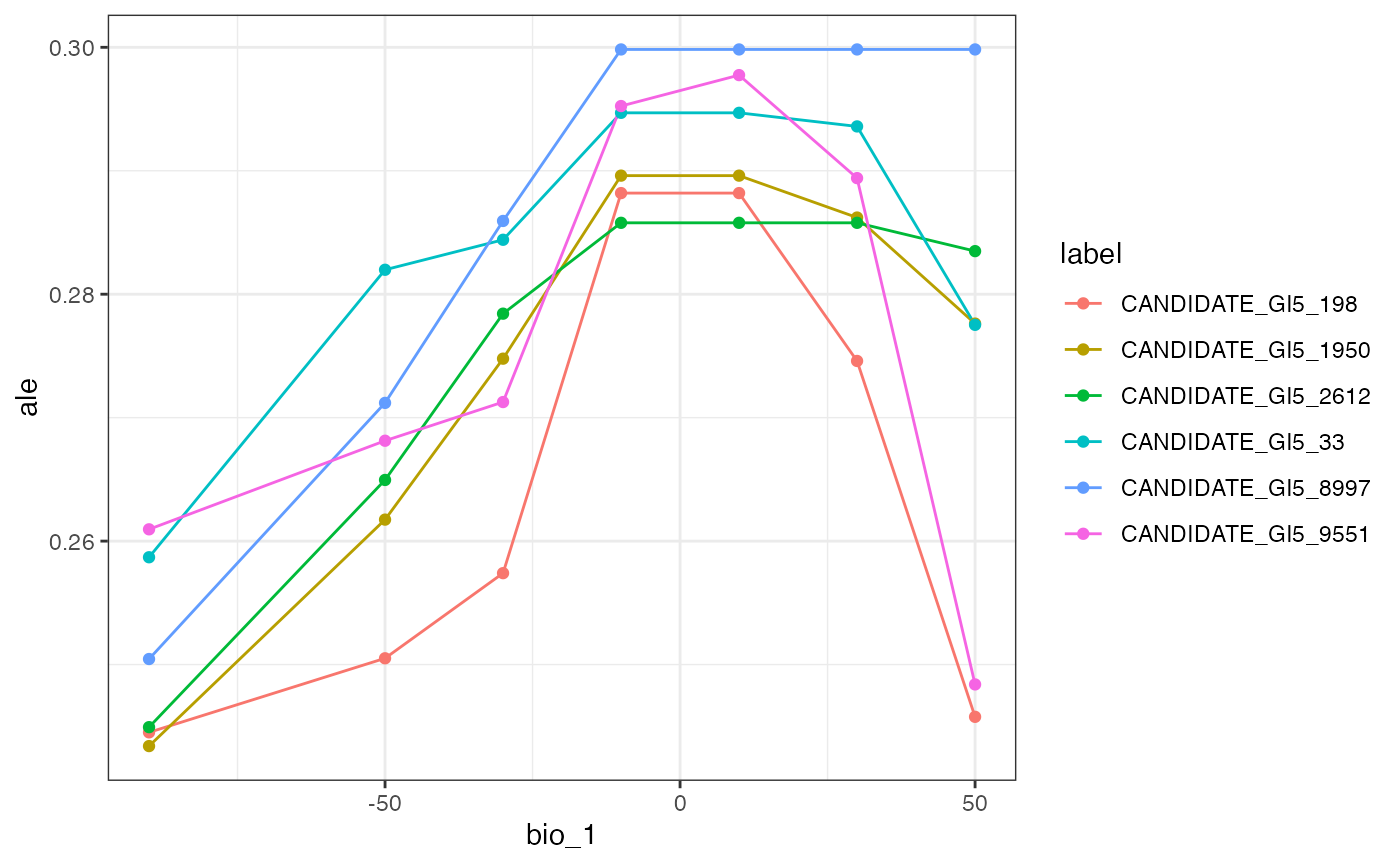 0.30
0.28
0.26
ale
-50
0
50
bio_1
label
CANDIDATE_GI5_198
CANDIDATE_GI5_1950
CANDIDATE_GI5_2612
CANDIDATE_GI5_33
CANDIDATE_GI5_8997
CANDIDATE_GI5_9551